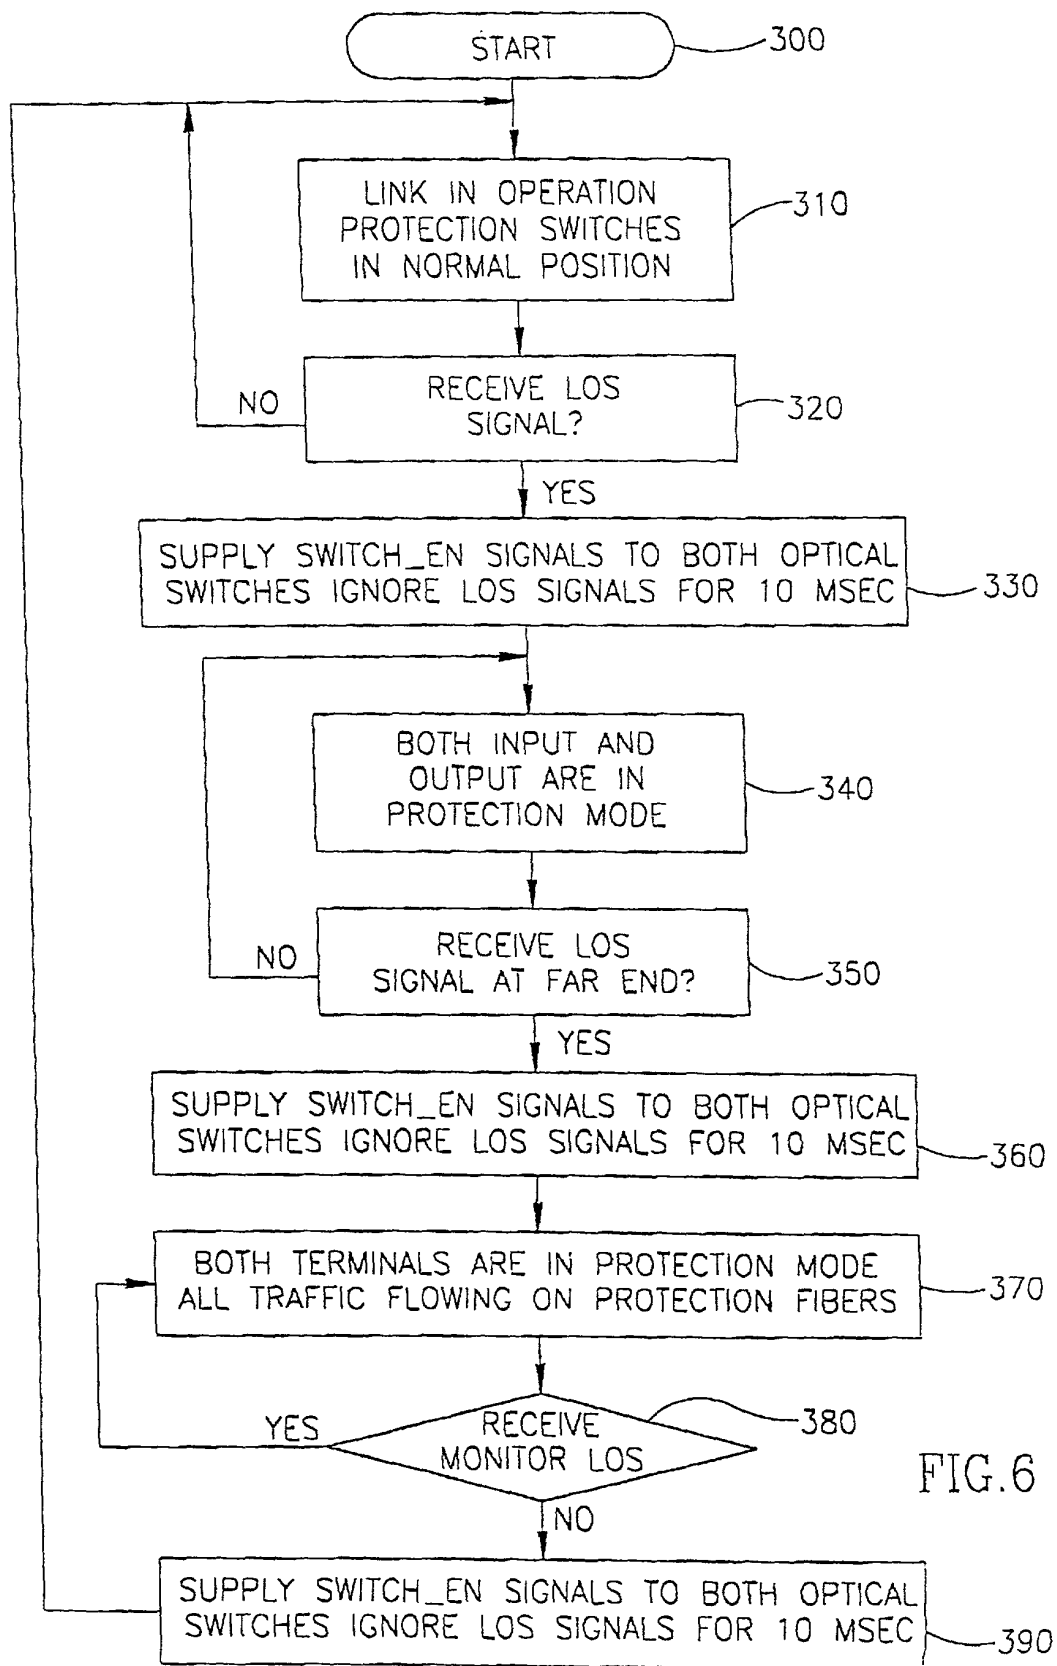 START
300
LINK IN OPERATION
PROTECTION SWITCHES
IN NORMAL POSITION
310
RECEIVE LOS
SIGNAL?
320
NO
YES
SUPPLY SWITCH_EN SIGNALS TO BOTH OPTICAL
SWITCHES IGNORE LOS SIGNALS FOR 10 MSEC
330
BOTH INPUT AND
OUTPUT ARE IN
PROTECTION MODE
340
RECEIVE LOS
SIGNAL AT FAR END?
350
NO
YES
SUPPLY SWITCH_EN SIGNALS TO BOTH OPTICAL
SWITCHES IGNORE LOS SIGNALS FOR 10 MSEC
360
BOTH TERMINALS ARE IN PROTECTION MODE
ALL TRAFFIC FLOWING ON PROTECTION FIBERS
370
RECEIVE
MONITOR LOS
380
YES
NO
FIG.6
SUPPLY SWITCH_EN SIGNALS TO BOTH OPTICAL
SWITCHES IGNORE LOS SIGNALS FOR 10 MSEC
390